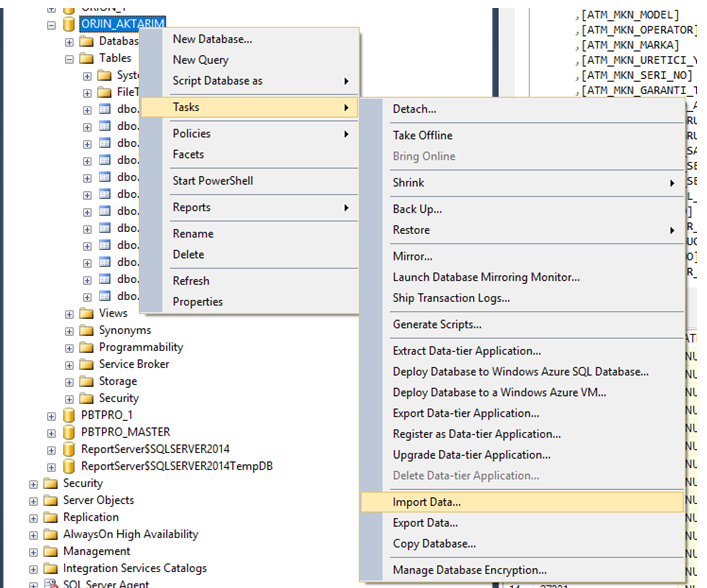 ORJIN_AKTARIM
Databas
Tables
Syst
FileT
dbo.
dbo.
dbo.
dbo.
dbo.
dbo.
dbo.
dbo.
dbo.
dbo.
dbo.
dbo.
Views
Synonyms
Programmability
Service Broker
Storage
Security
PBTPRO_1
PBTPRO_MASTER
ReportServer$SQLSERVER2014
ReportServer$SQLSERVER2014TempDB
Security
Server Objects
Replication
AlwaysOn High Availability
Management
Integration Services Catalogs
SQL Server Agent
New Database...
New Query
Script Database as
Tasks
Policies
Facets
Start PowerShell
Reports
Rename
Delete
Refresh
Properties
Detach...
Take Offline
Bring Online
Shrink
Back Up...
Restore
Mirror...
Launch Database Mirroring Monitor...
Ship Transaction Logs...
Generate Scripts...
Extract Data-tier Application...
Deploy Database to Windows Azure SQL Database...
Deploy Database to a Windows Azure VM...
Export Data-tier Application...
Register as Data-tier Application...
Upgrade Data-tier Application...
Delete Data-tier Application...
Import Data...
Export Data...
Copy Database...
Manage Database Encryption...
,[ATM_MKN_MODEL]
,[ATM_MKN_OPERATOR]
,[ATM_MKN_MARKA]
,[ATM_MKN_URETICI_Y
,[ATM_MKN_SERI_NO]
,[ATM_MKN_GARANTI_T